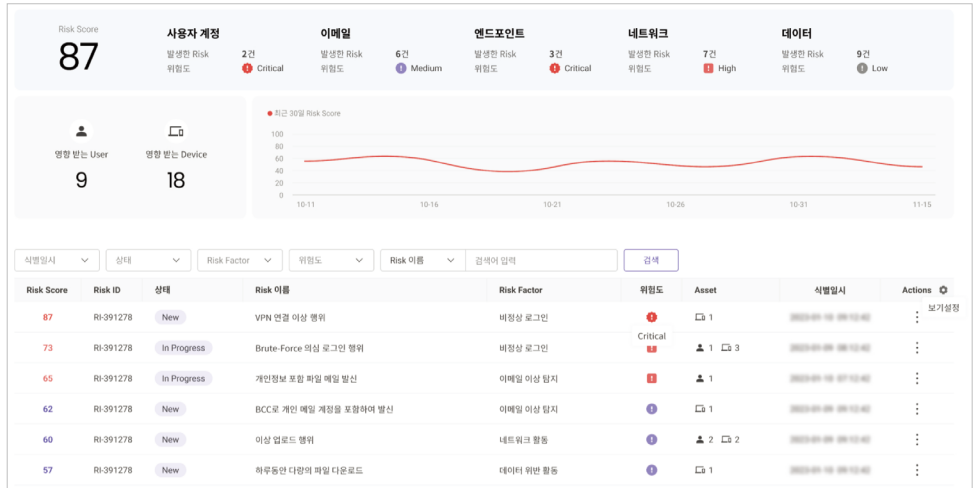 Risk Score
87
사용자 계정
발생한 Risk 2건
위험도 Critical
이메일
발생한 Risk 6건
위험도 Medium
엔드포인트
발생한 Risk 3건
위험도 Critical
네트워크
발생한 Risk 7건
위험도 High
데이터
발생한 Risk 9건
위험도 Low
영향 받는 User
9
영향 받는 Device
18
최근 30일 Risk Score
100
80
60
40
20
0
10-11 10-16 10-21 10-26 10-31 11-15
식별일시 상태 Risk Factor 위험도 Risk 이름 검색어 입력 검색
Risk Score Risk ID 상태 Risk 이름 Risk Factor 위험도 Asset 식별일시 Actions
보기설정
87 RI-391278 New VPN 연결 이상 행위 비정상 로그인 1
Critical
73 RI-391278 In Progress Brute-Force 의심 로그인 행위 비정상 로그인 1 3
65 RI-391278 In Progress 개인정보 포함 파일 메일 발신 이메일 이상 탐지 1
62 RI-391278 New BCC로 개인 메일 계정을 포함하여 발신 이메일 이상 탐지 1
60 RI-391278 New 이상 업로드 행위 네트워크 활동 2 2
57 RI-391278 New 하루동안 다량의 파일 다운로드 데이터 위반 활동 1